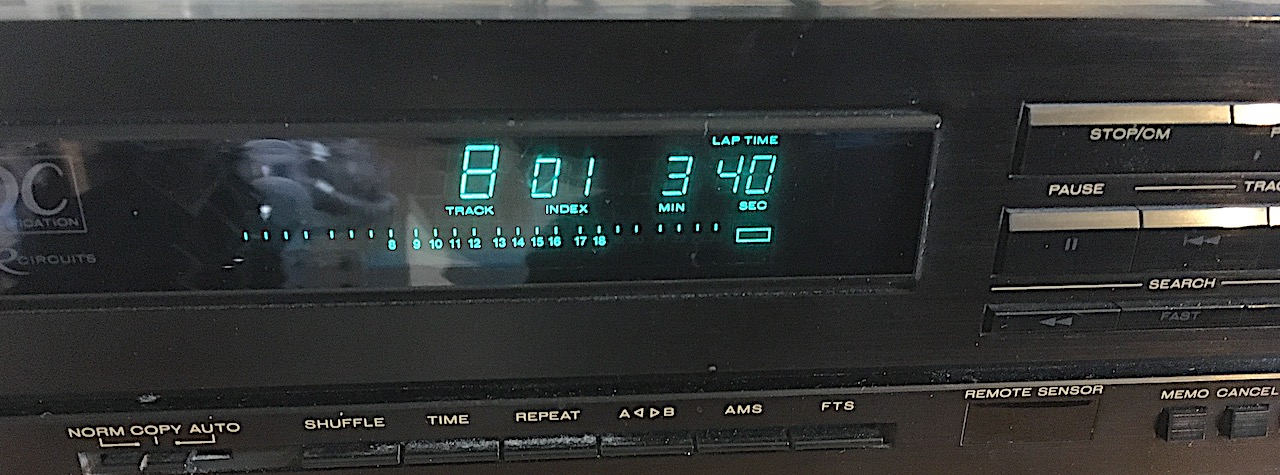 LAP TIME
8 01 3 40
TRACK INDEX MIN SEC
8 9 10 11 12 13 14 15 16 17 18
CIRCUITS
STOP/CM
PAUSE
SEARCH
FAST
NORM COPY AUTO
SHUFFLE TIME REPEAT A B AMS FTS
REMOTE SENSOR
MEMO CANCEL